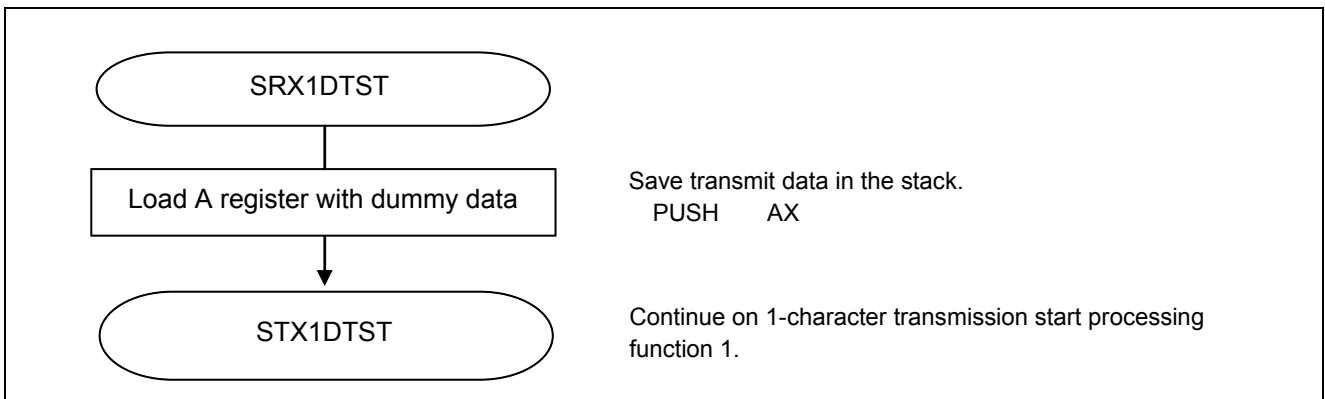 SRX1DTST
Load A register with dummy data
Save transmit data in the stack.
PUSH AX
STX1DTST
Continue on 1-character transmission start processing
function 1.